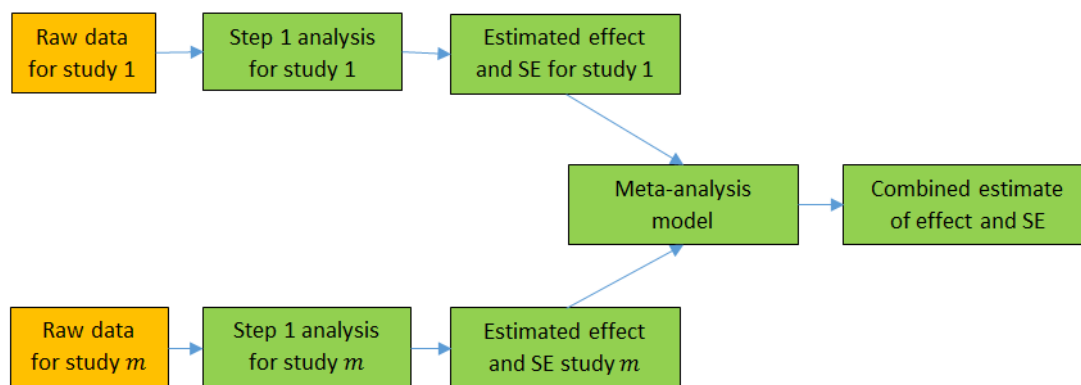 Raw data
for study 1
Step 1 analysis
for study 1
Estimated effect
and SE for study 1
Meta-analysis
model
Combined estimate
of effect and SE
Raw data
for study m
Step 1 analysis
for study m
Estimated effect
and SE study m